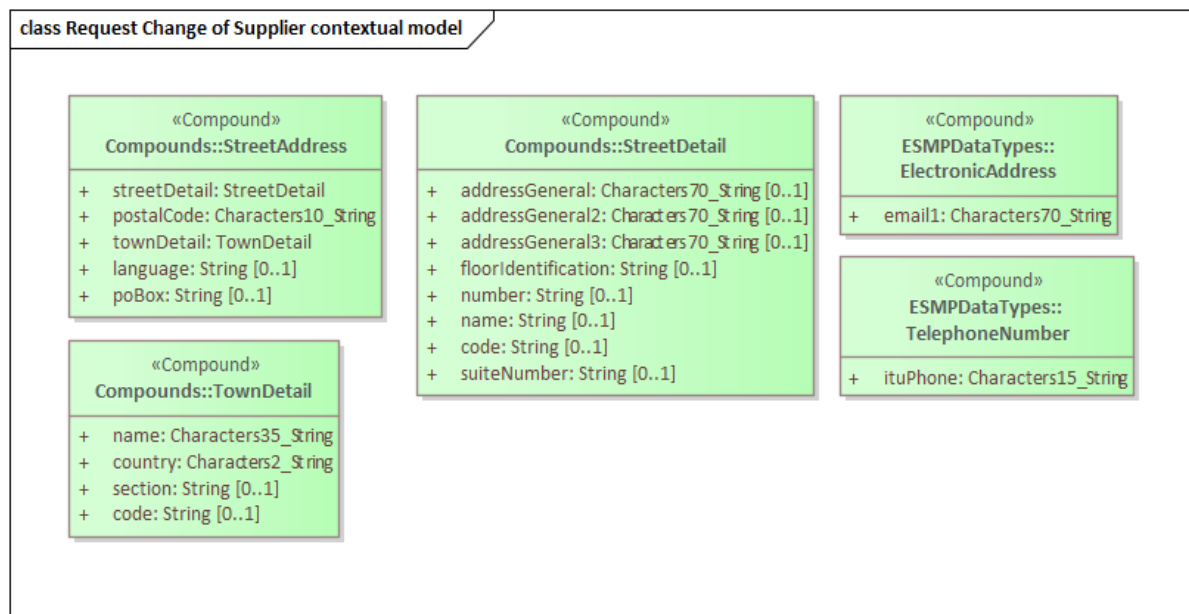 class Request Change of Supplier contextual model
«Compound»
Compounds::StreetAddress
+ streetDetail: StreetDetail
+ postalCode: Characters10_String
+ townDetail: TownDetail
+ language: String [0..1]
+ poBox: String [0..1]
«Compound»
Compounds::TownDetail
+ name: Characters35_String
+ country: Characters2_String
+ section: String [0..1]
+ code: String [0..1]
«Compound»
Compounds::StreetDetail
+ addressGeneral: Characters70_String [0..1]
+ addressGeneral2: Characters70_String [0..1]
+ addressGeneral3: Characters70_String [0..1]
+ floorIdentification: String [0..1]
+ number: String [0..1]
+ name: String [0..1]
+ code: String [0..1]
+ suiteNumber: String [0..1]
«Compound»
ESMPDataTypes::
ElectronicAddress
+ email1: Characters70_String
«Compound»
ESMPDataTypes::
TelephoneNumber
+ ituPhone: Characters15_String